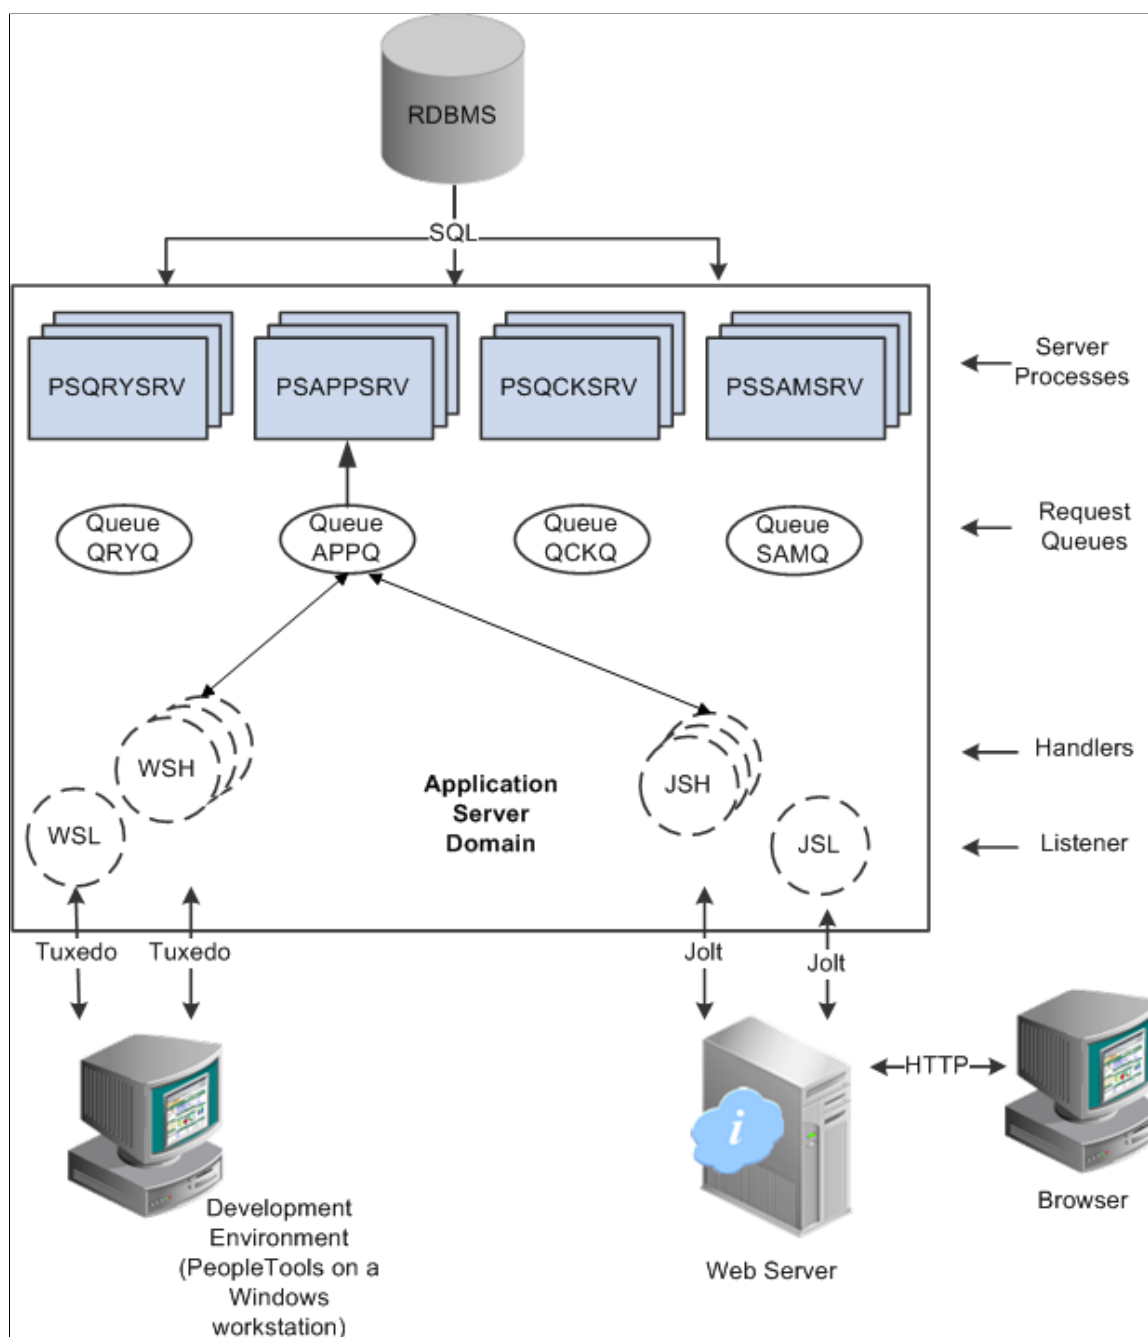 RDBMS
SQL
PSQRYSRV
PSAPPSRV
PSQCKSRV
PSSAMSRV
Server
Processes
Queue
QRYQ
Queue
APPQ
Queue
QCKQ
Queue
SAMQ
Request
Queues
WSH
JSH
Handlers
Application
Server
Domain
WSL
JSL
Listener
Tuxedo
Tuxedo
Jolt
Jolt
HTTP
Development
Environment
(PeopleTools on a
Windows
workstation)
i
Web Server
Browser